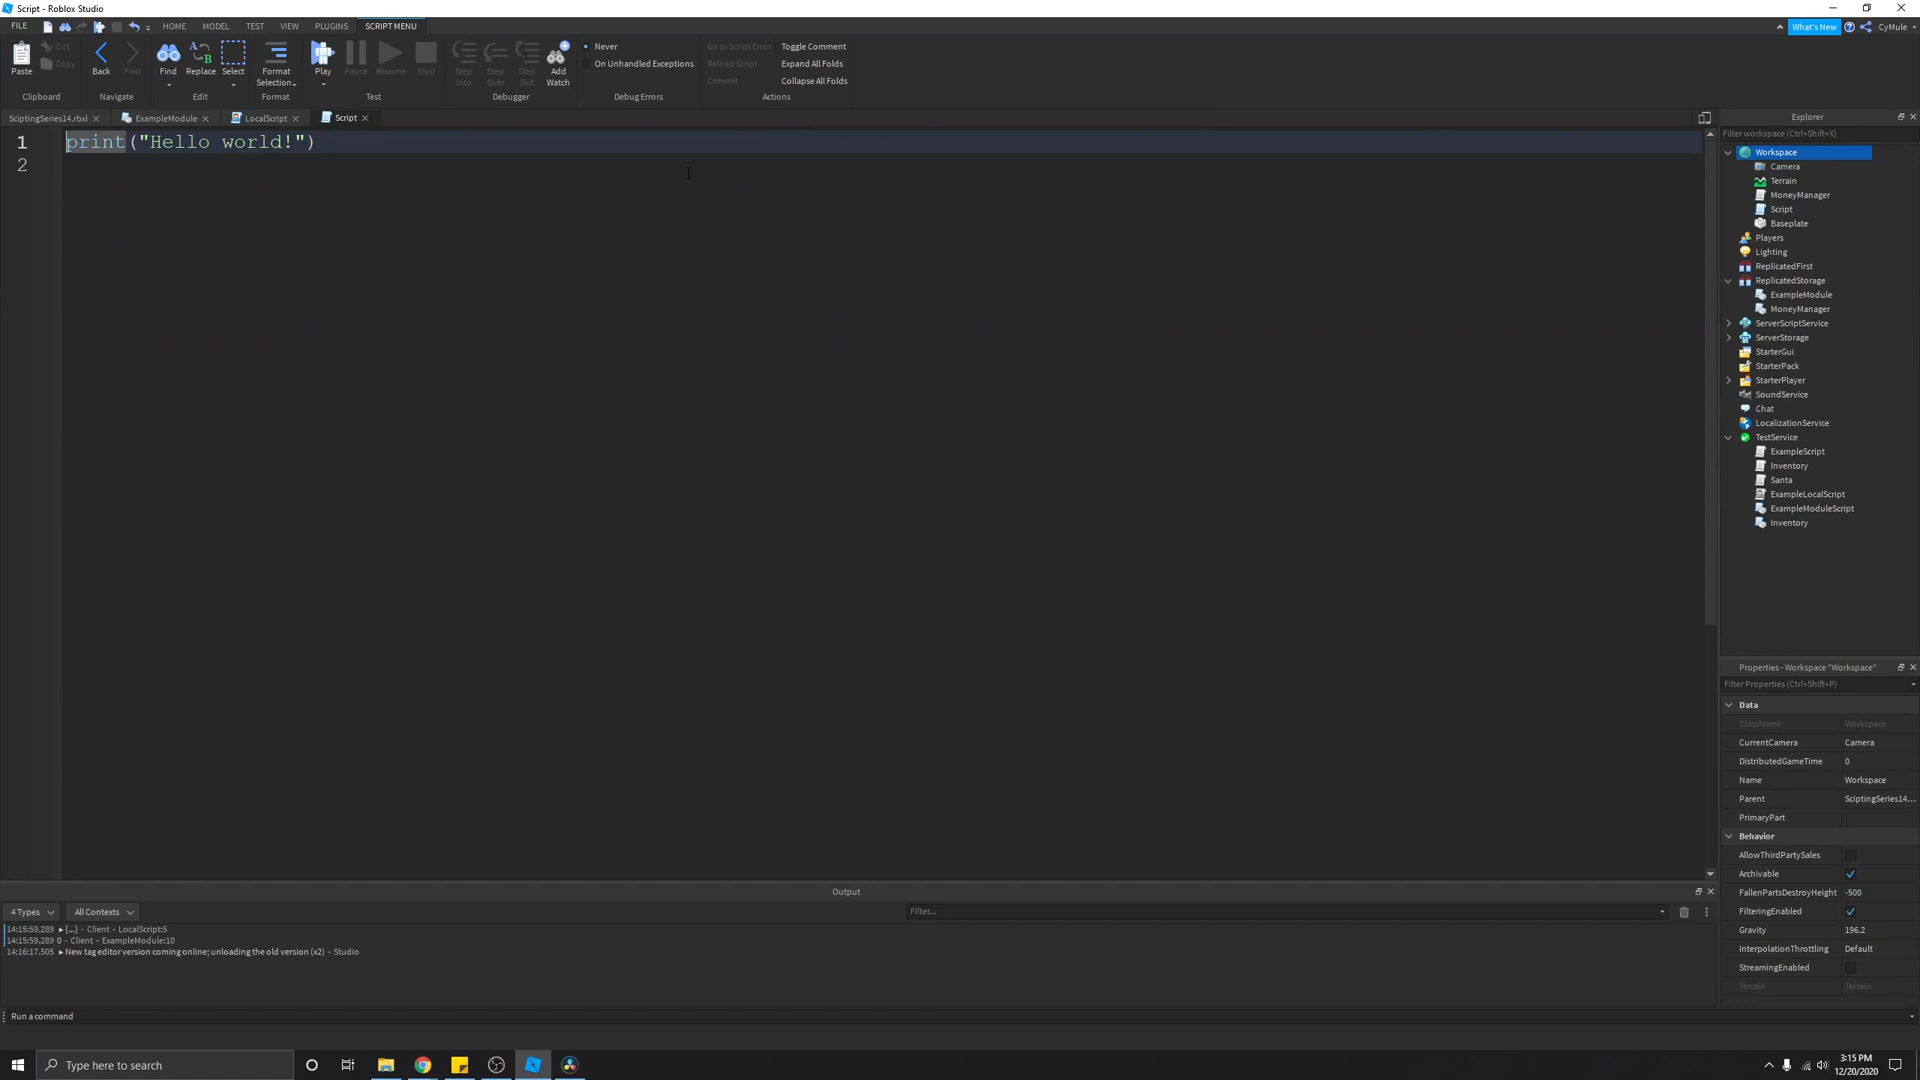 Script - Roblox Studio
FILE HOME MODEL TEST VIEW PLUGINS SCRIPT MENU What's New CyMule
Paste Cut Copy
Clipboard
Back Fwd
Navigate
Find Replace Select
Edit
Format Selection
Format
Play Pause Resume Stop
Test
Step Into Step Over Step Out Add Watch
Debugger
Never
On Unhandled Exceptions
Debug Errors
Go to Script Error Toggle Comment
Reload Script Expand All Folds
Commit Collapse All Folds
Actions
SciptingSeries14.rbxl ExampleModule LocalScript Script
1 print("Hello world!")
2
Explorer
Filter workspace (Ctrl+Shift+X)
Workspace
Camera
Terrain
MoneyManager
Script
Baseplate
Players
Lighting
ReplicatedFirst
ReplicatedStorage
ExampleModule
MoneyManager
ServerScriptService
ServerStorage
StarterGui
StarterPack
StarterPlayer
SoundService
Chat
LocalizationService
TestService
ExampleScript
Inventory
Santa
ExampleLocalScript
ExampleModuleScript
Inventory
Properties - Workspace "Workspace"
Filter Properties (Ctrl+Shift+P)
Data
ClassName Workspace
CurrentCamera Camera
DistributedGameTime 0
Name Workspace
Parent SciptingSeries14...
PrimaryPart
Behavior
AllowThirdPartySales
Archivable
FallenPartsDestroyHeight -500
FilteringEnabled
Gravity 196.2
InterpolationThrottling Default
StreamingEnabled
Terrain Terrain
Output
4 Types All Contexts Filter...
14:15:59.289 {...} - Client - LocalScript:5
14:15:59.289 0 - Client - ExampleModule:10
14:16:17.505 New tag editor version coming online; unloading the old version (x2) - Studio
Run a command
Type here to search
3:15 PM
12/20/2020